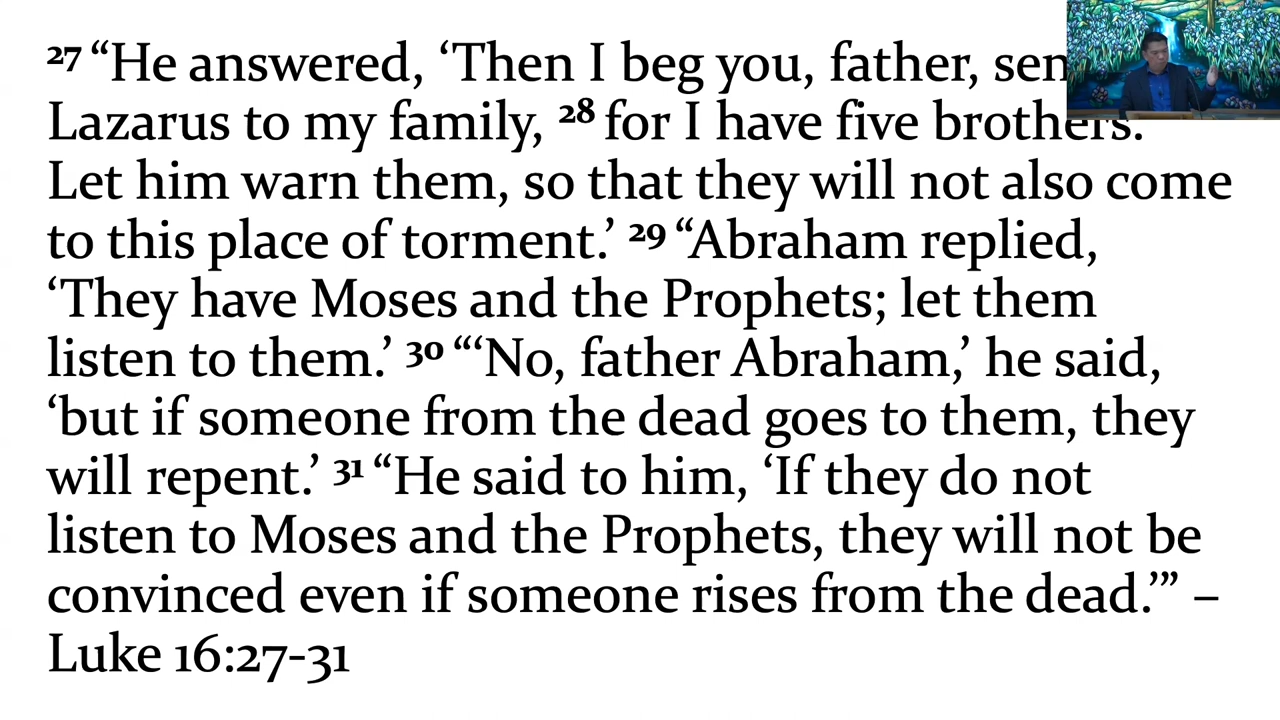 27 “He answered, ‘Then I beg you, father, sen
Lazarus to my family, 28 for I have five brothers.
Let him warn them, so that they will not also come
to this place of torment.’ 29 “Abraham replied,
‘They have Moses and the Prophets; let them
listen to them.’ 30 “‘No, father Abraham,’ he said,
‘but if someone from the dead goes to them, they
will repent.’ 31 “He said to him, ‘If they do not
listen to Moses and the Prophets, they will not be
convinced even if someone rises from the dead.’” –
Luke 16:27-31